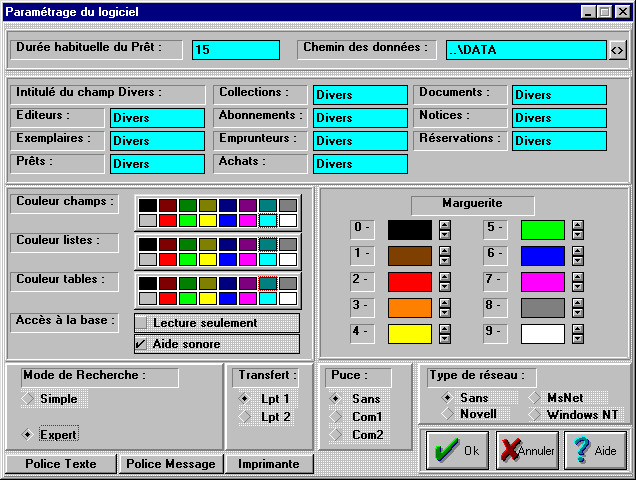 Paramétrage du logiciel
Durée habituelle du Prêt : 15 Chemin des données : ..\DATA <>
Intitulé du champ Divers : Collections : Divers Documents : Divers
Editeurs : Divers Abonnements : Divers Notices : Divers
Exemplaires : Divers Emprunteurs : Divers Réservations : Divers
Prêts : Divers Achats : Divers
Couleur champs :
Couleur listes :
Couleur tables :
Accès à la base : Lecture seulement
Aide sonore
Marguerite
0 - 5 -
1 - 6 -
2 - 7 -
3 - 8 -
4 - 9 -
Mode de Recherche :
Simple
Expert
Transfert :
Lpt 1
Lpt 2
Puce :
Sans
Com1
Com2
Type de réseau :
Sans MsNet
Novell Windows NT
Police Texte Police Message Imprimante
Ok Annuler Aide